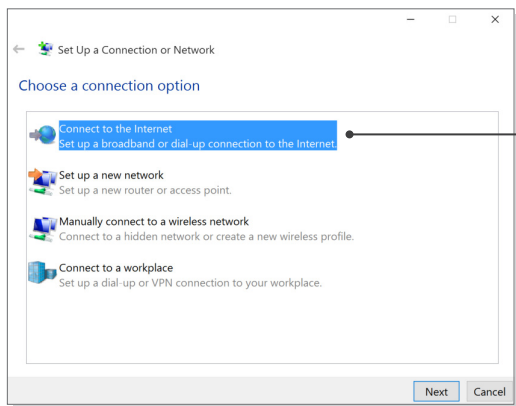 Set Up a Connection or Network
Choose a connection option
Connect to the Internet
Set up a broadband or dial-up connection to the Internet.
Set up a new network
Set up a new router or access point.
Manually connect to a wireless network
Connect to a hidden network or create a new wireless profile.
Connect to a workplace
Set up a dial-up or VPN connection to your workplace.
Next Cancel